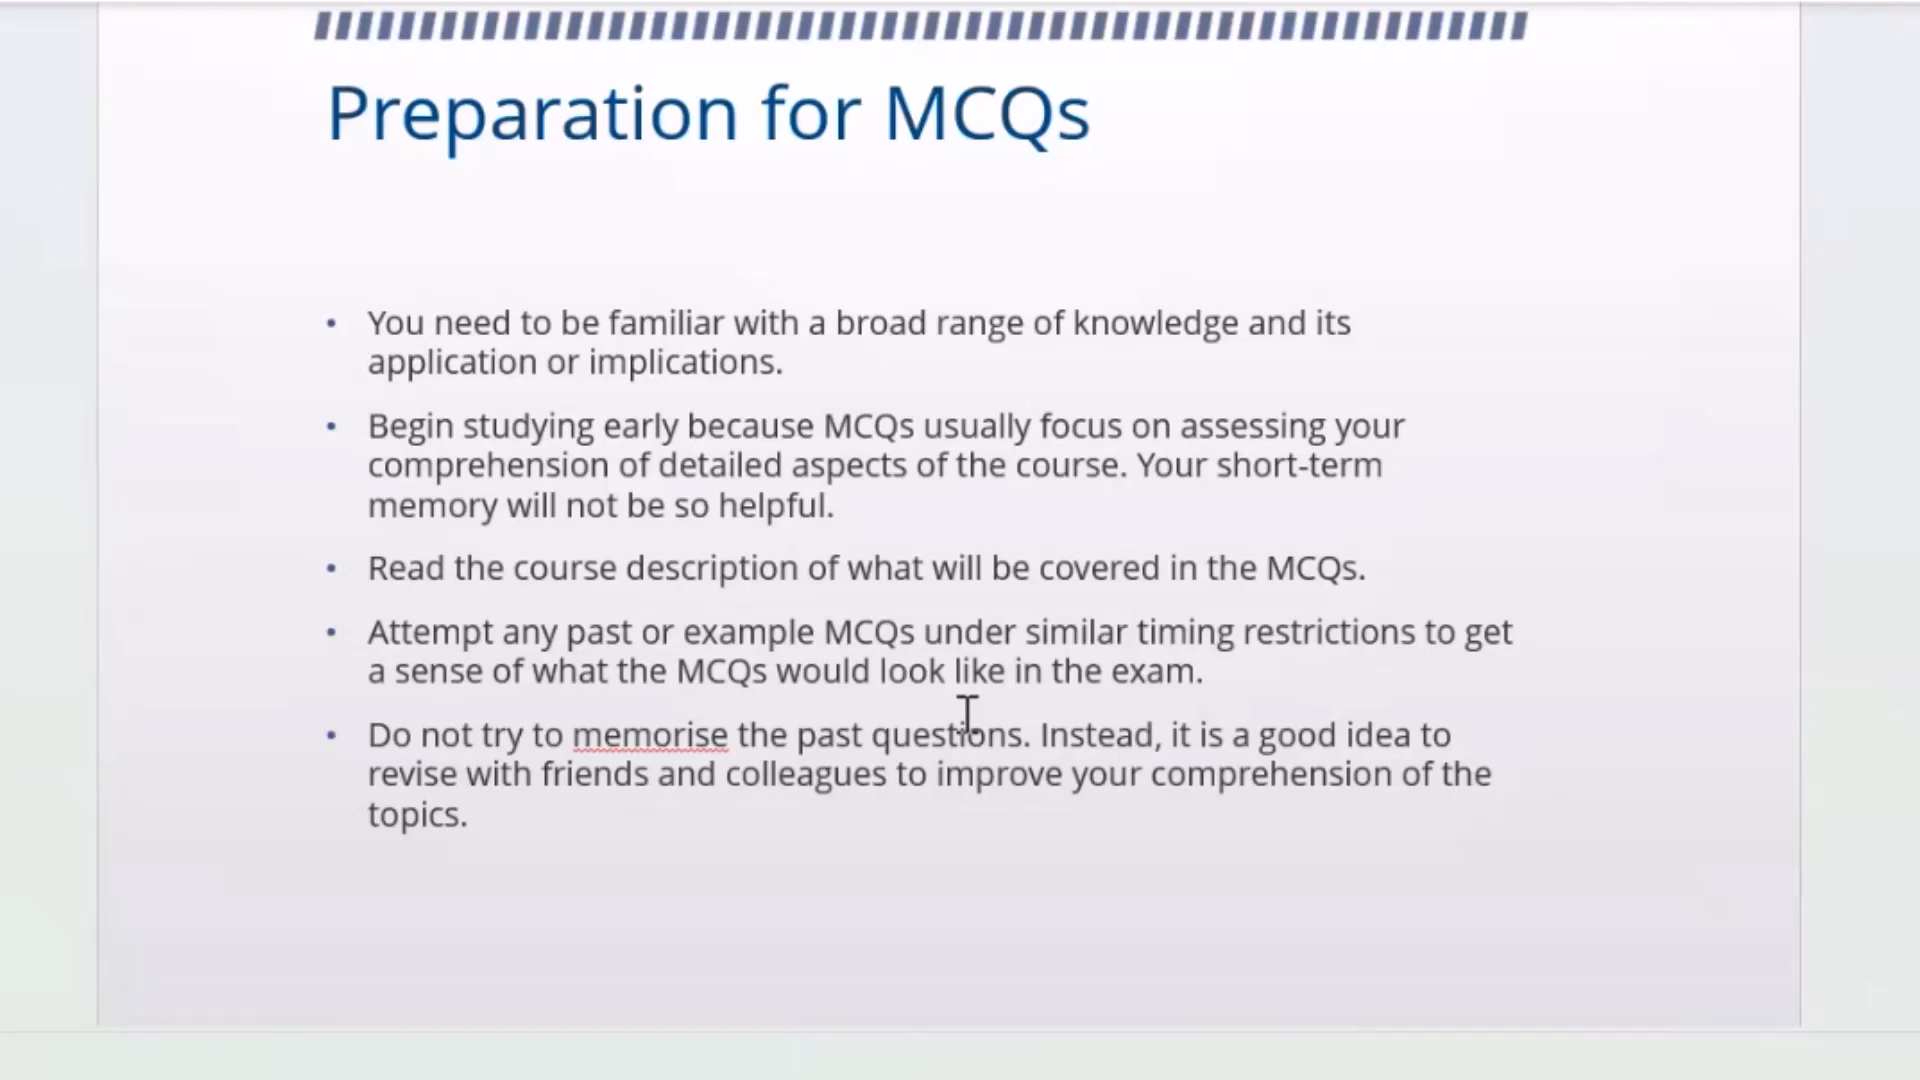 Preparation for MCQs
• You need to be familiar with a broad range of knowledge and its
application or implications.
• Begin studying early because MCQs usually focus on assessing your
comprehension of detailed aspects of the course. Your short-term
memory will not be so helpful.
• Read the course description of what will be covered in the MCQs.
• Attempt any past or example MCQs under similar timing restrictions to get
a sense of what the MCQs would look like in the exam.
• Do not try to memorise the past questions. Instead, it is a good idea to
revise with friends and colleagues to improve your comprehension of the
topics.